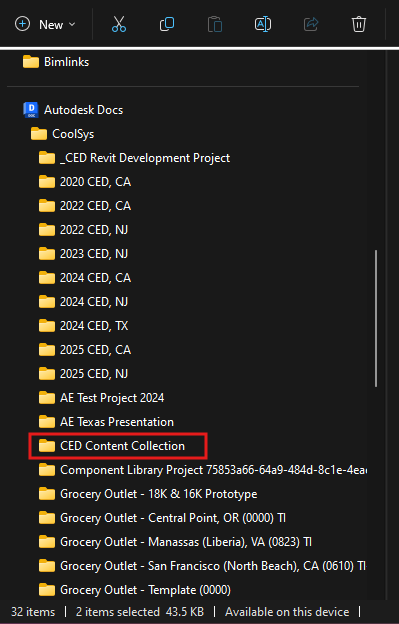 New
Bimlinks
Autodesk Docs
CoolSys
_CED Revit Development Project
2020 CED, CA
2022 CED, CA
2022 CED, NJ
2023 CED, NJ
2024 CED, CA
2024 CED, NJ
2024 CED, TX
2025 CED, CA
2025 CED, NJ
AE Test Project 2024
AE Texas Presentation
CED Content Collection
Component Library Project 75853a66-64a9-484d-8c1e-4eac
Grocery Outlet - 18K & 16K Prototype
Grocery Outlet - Central Point, OR (0000) TI
Grocery Outlet - Manassas (Liberia), VA (0823) TI
Grocery Outlet - San Francisco (North Beach), CA (0610) TI
Grocery Outlet - Template (0000)
32 items | 2 items selected 43.5 KB | Available on this device |